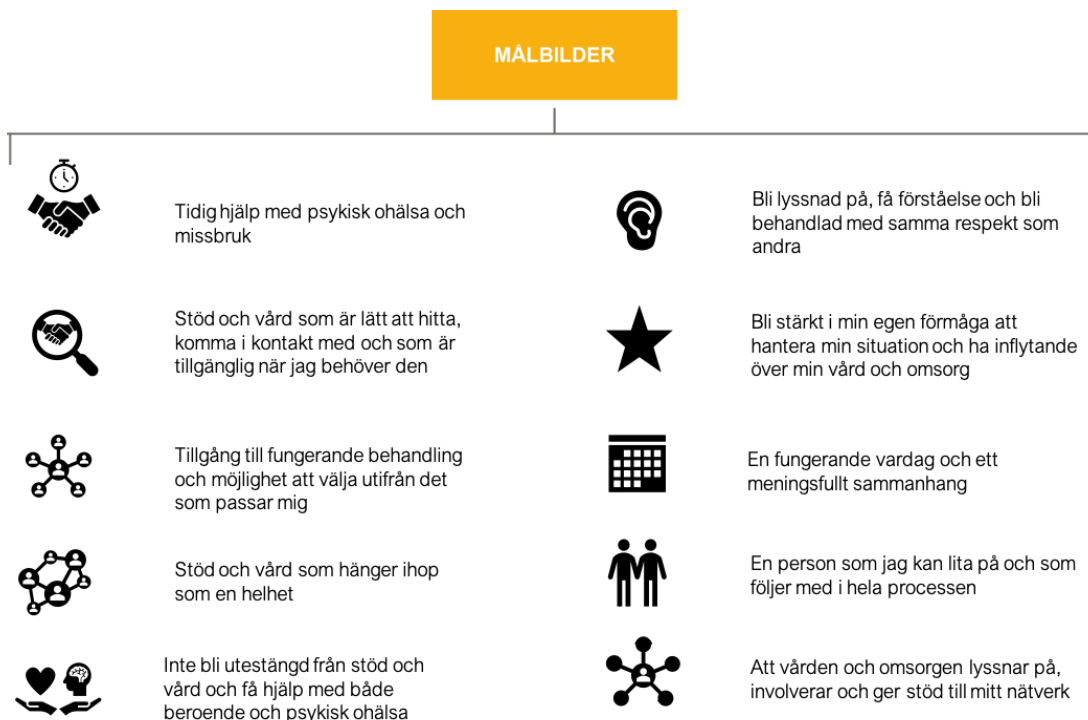 MÅLBILDER
Tidig hjälp med psykisk ohälsa och
missbruk
Stöd och vård som är lätt att hitta,
komma i kontakt med och som är
tillgänglig när jag behöver den
Tillgång till fungerande behandling
och möjlighet att välja utifrån det
som passar mig
Stöd och vård som hänger ihop
som en helhet
Inte bli utestängd från stöd och
vård och få hjälp med både
beroende och psykisk ohälsa
Bli lyssnad på, få förståelse och bli
behandlad med samma respekt som
andra
Bli stärkt i min egen förmåga att
hantera min situation och ha inflytande
över min vård och omsorg
En fungerande vardag och ett
meningsfullt sammanhang
En person som jag kan lita på och som
följer med i hela processen
Att vården och omsorgen lyssnar på,
involverar och ger stöd till mitt nätverk